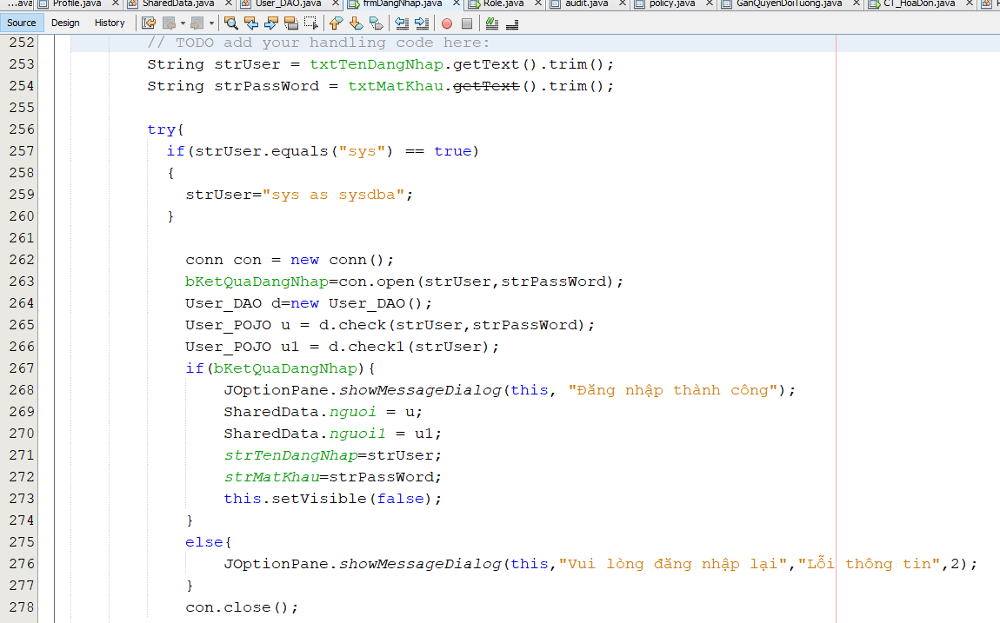 ...ava Profile.java SharedData.java User_DAO.java frmDangNhap.java Role.java audit.java policy.java GanQuyenDoiTuong.java CT_HoaDon.java
Source Design History
252 // TODO add your handling code here:
253 String strUser = txtTenDangNhap.getText().trim();
254 String strPassWord = txtMatKhau.getText().trim();
255
256 try{
257 if(strUser.equals("sys") == true)
258 {
259 strUser="sys as sysdba";
260 }
261
262 conn con = new conn();
263 bKetQuaDangNhap=con.open(strUser,strPassWord);
264 User_DAO d=new User_DAO();
265 User_POJO u = d.check(strUser,strPassWord);
266 User_POJO u1 = d.check1(strUser);
267 if(bKetQuaDangNhap){
268 JOptionPane.showMessageDialog(this, "Đăng nhập thành công");
269 SharedData.nguoi = u;
270 SharedData.nguoi1 = u1;
271 strTenDangNhap=strUser;
272 strMatKhau=strPassWord;
273 this.setVisible(false);
274 }
275 else{
276 JOptionPane.showMessageDialog(this,"Vui lòng đăng nhập lại","Lỗi thông tin",2);
277 }
278 con.close();